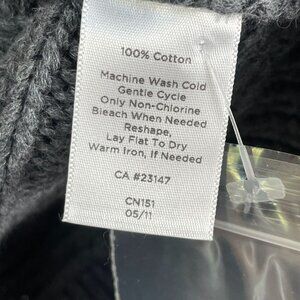 100% Cotton
Machine Wash Cold
Gentle Cycle
Only Non-Chlorine
Bleach When Needed
Reshape,
Lay Flat To Dry
Warm Iron, If Needed
CA #23147
CN151
05/11